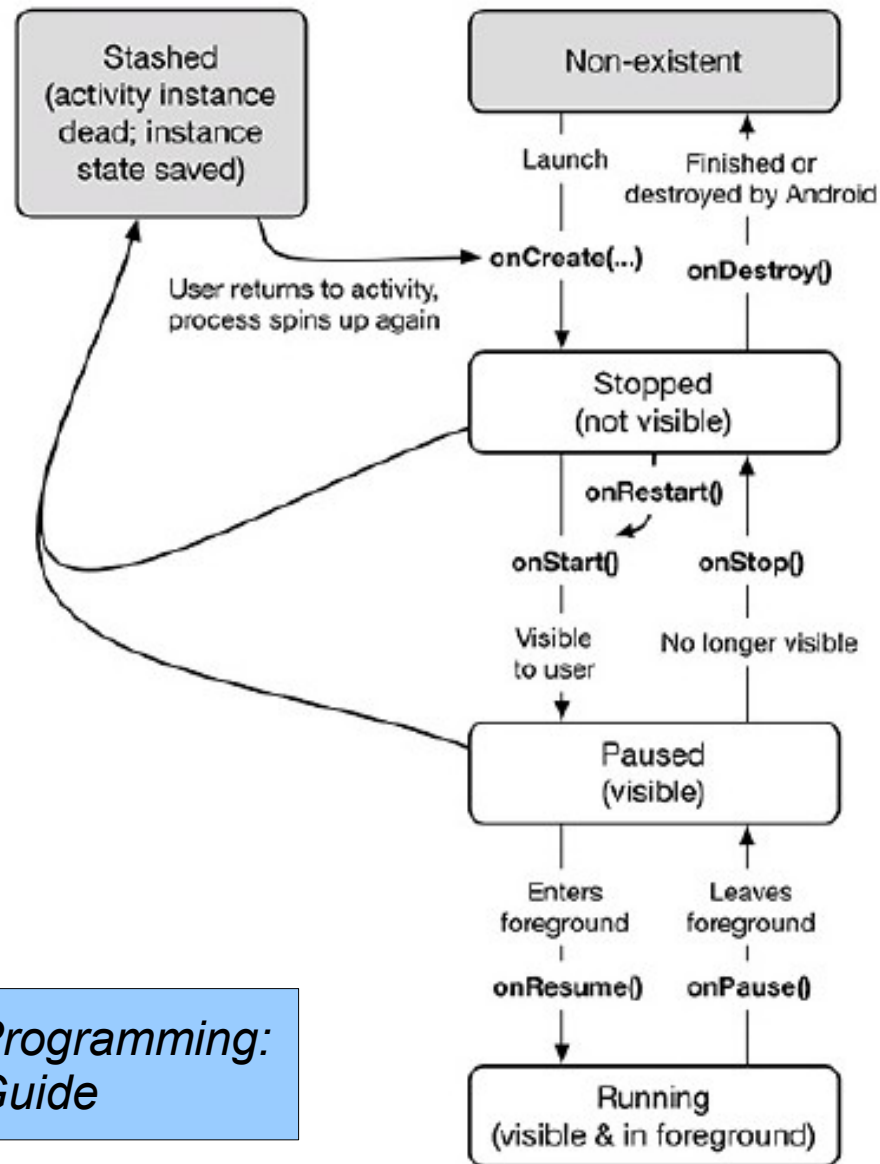 Stashed
(activity instance
dead; instance
state saved)
Non-existent
Launch
Finished or
destroyed by Android
onCreate(...)
onDestroy()
User returns to activity,
process spins up again
Stopped
(not visible)
onRestart()
onStart()
onStop()
Visible
to user
No longer visible
Paused
(visible)
Enters
foreground
Leaves
foreground
onResume()
onPause()
Programming:
Guide
Running
(visible & in foreground)